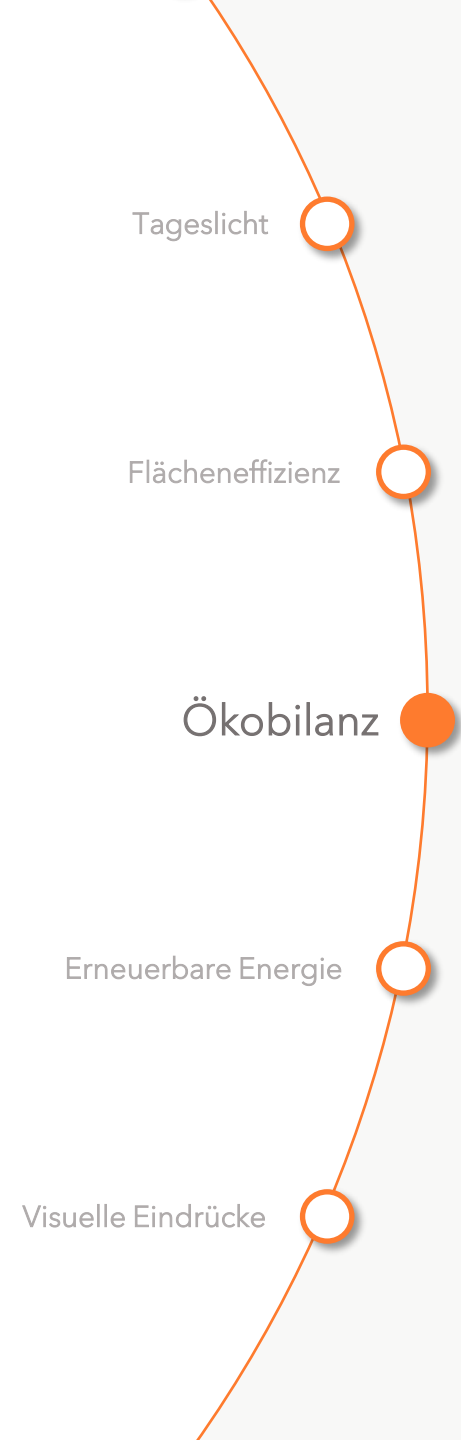 Tageslicht
Flächeneffizienz
Ökobilanz
Erneuerbare Energie
Visuelle Eindrücke